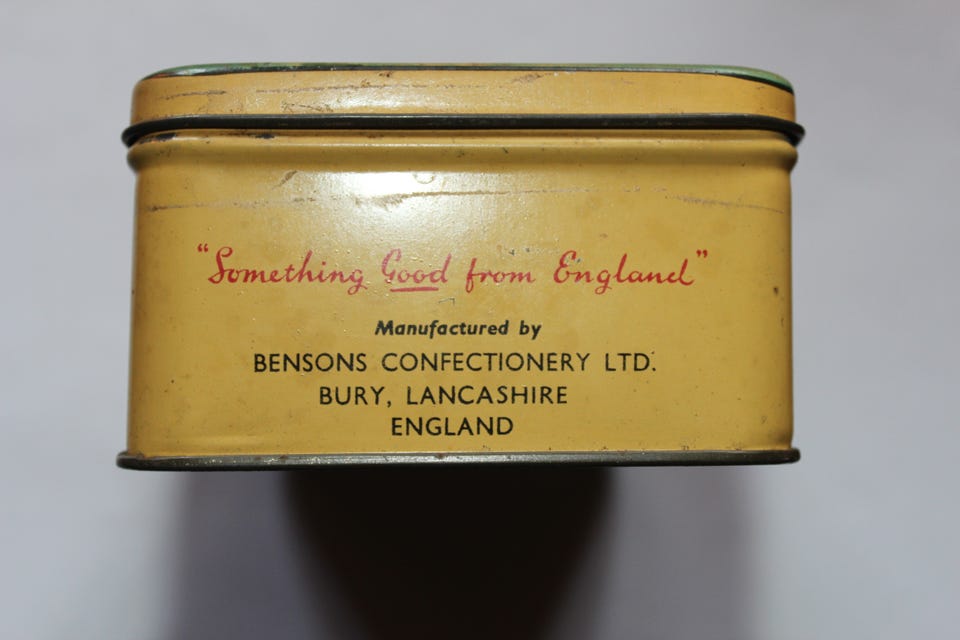 "Something Good from England"
Manufactured by
BENSONS CONFECTIONERY LTD.
BURY, LANCASHIRE
ENGLAND